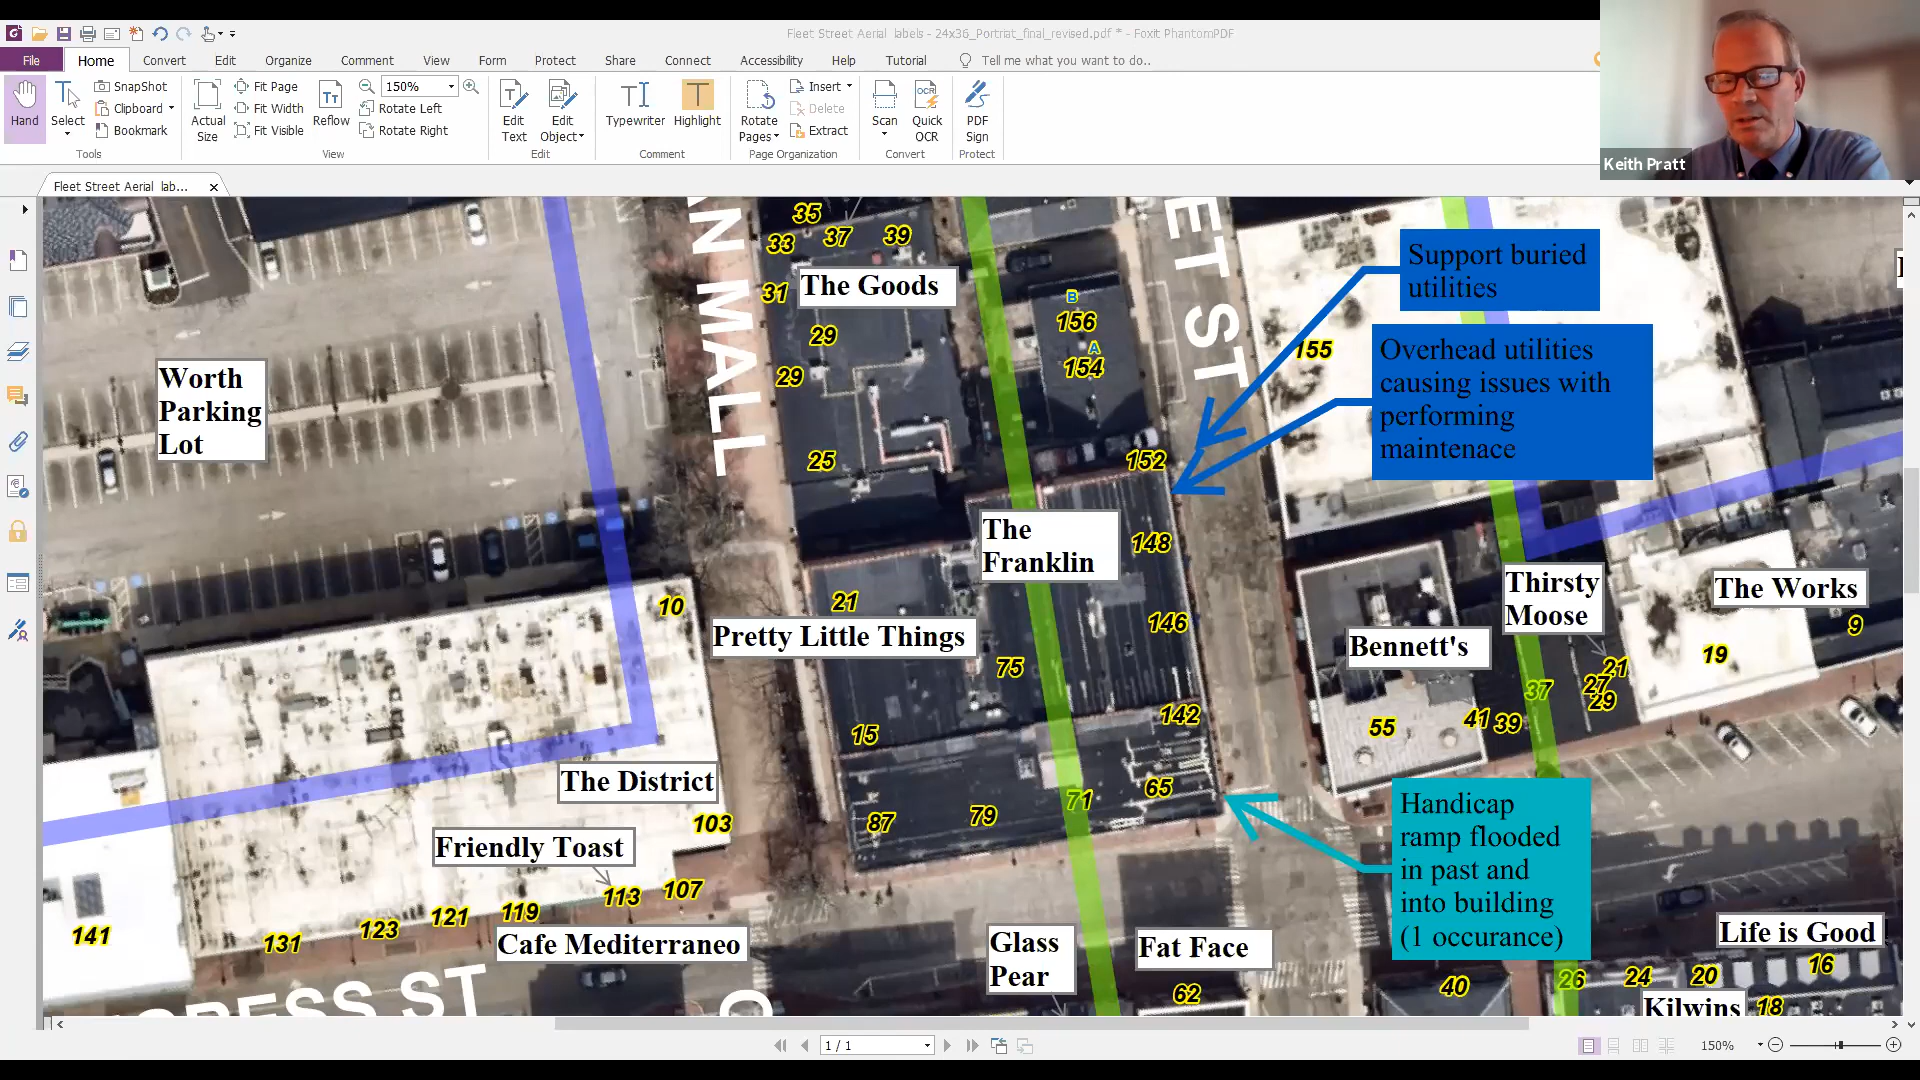 Fleet Street Aerial labels - 24x36_Portriat_final_revised.pdf * - Foxit PhantomPDF
File Home Convert Edit Organize Comment View Form Protect Share Connect Accessibility Help Tutorial Tell me what you want to do..
Hand
Select
SnapShot
Clipboard
Bookmark
Tools
Actual
Size
Fit Page
Fit Width
Fit Visible
Reflow
150%
Rotate Left
Rotate Right
View
Edit
Text
Edit
Object
Edit
Typewriter
Highlight
Comment
Rotate
Pages
Insert
Delete
Extract
Page Organization
Scan
Quick
OCR
Convert
PDF
Sign
Protect
Keith Pratt
Fleet Street Aerial lab...
35
33
37
39
The Goods
31
29
29
25
AN MALL
B
156
A
154
152
ET ST
155
Support buried
utilities
Overhead utilities
causing issues with
performing
maintenace
Worth
Parking
Lot
10
The
Franklin
148
146
142
21
Pretty Little Things
75
15
87
79
71
65
Bennett's
55
41
39
37
Thirsty
Moose
21
27
29
The Works
9
19
The District
103
Friendly Toast
141
131
123
121
119
113
107
Cafe Mediterraneo
GRESS ST
Handicap
ramp flooded
in past and
into building
(1 occurance)
Glass
Pear
Fat Face
62
40
26
24
20
16
Life is Good
Kilwins
18
1 / 1
150%